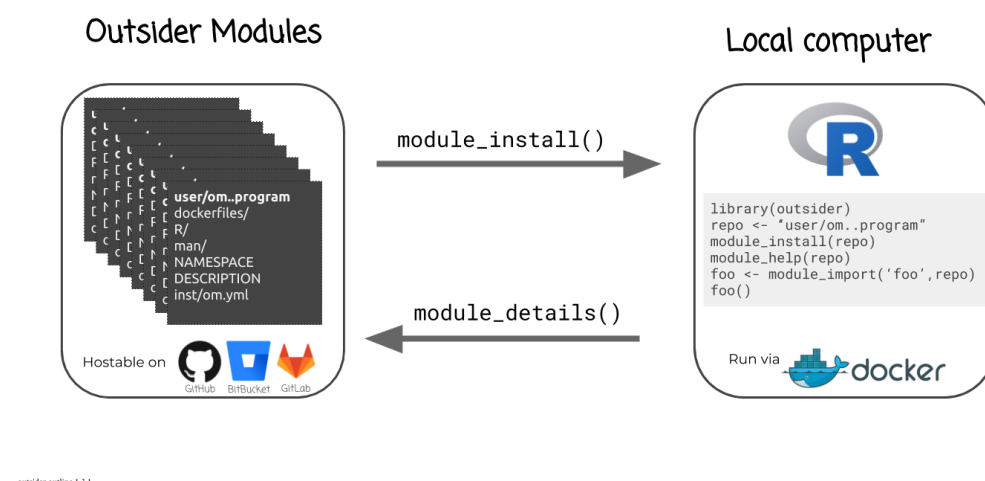 Outsider Modules
user/om..program
dockerfiles/
R/
man/
NAMESPACE
DESCRIPTION
inst/om.yml
Hostable on
GitHub
BitBucket
GitLab
module_install()
module_details()
Local computer
R
library(outsider)
repo <- “user/om..program”
module_install(repo)
module_help(repo)
foo <- module_import(‘foo’,repo)
foo()
Run via
docker